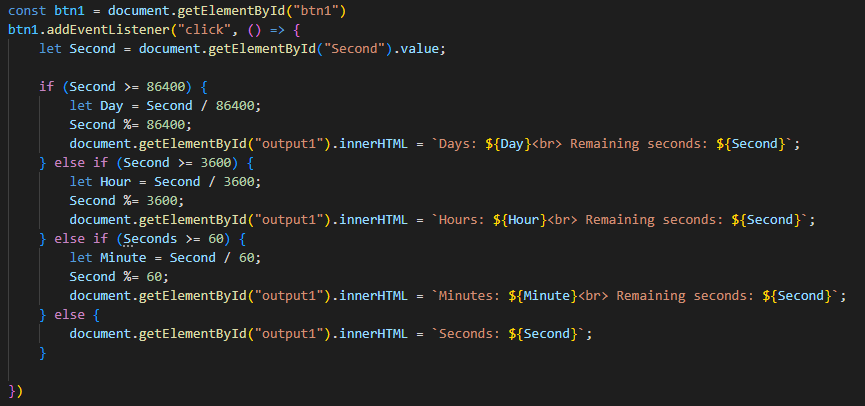 const btn1 = document.getElementById("btn1")
btn1.addEventListener("click", () => {
    let Second = document.getElementById("Second").value;

    if (Second >= 86400) {
        let Day = Second / 86400;
        Second %= 86400;
        document.getElementById("output1").innerHTML = `Days: ${Day}<br> Remaining seconds: ${Second}`;
    } else if (Second >= 3600) {
        let Hour = Second / 3600;
        Second %= 3600;
        document.getElementById("output1").innerHTML = `Hours: ${Hour}<br> Remaining seconds: ${Second}`;
    } else if (Seconds >= 60) {
        let Minute = Second / 60;
        Second %= 60;
        document.getElementById("output1").innerHTML = `Minutes: ${Minute}<br> Remaining seconds: ${Second}`;
    } else {
        document.getElementById("output1").innerHTML = `Seconds: ${Second}`;
    }

})